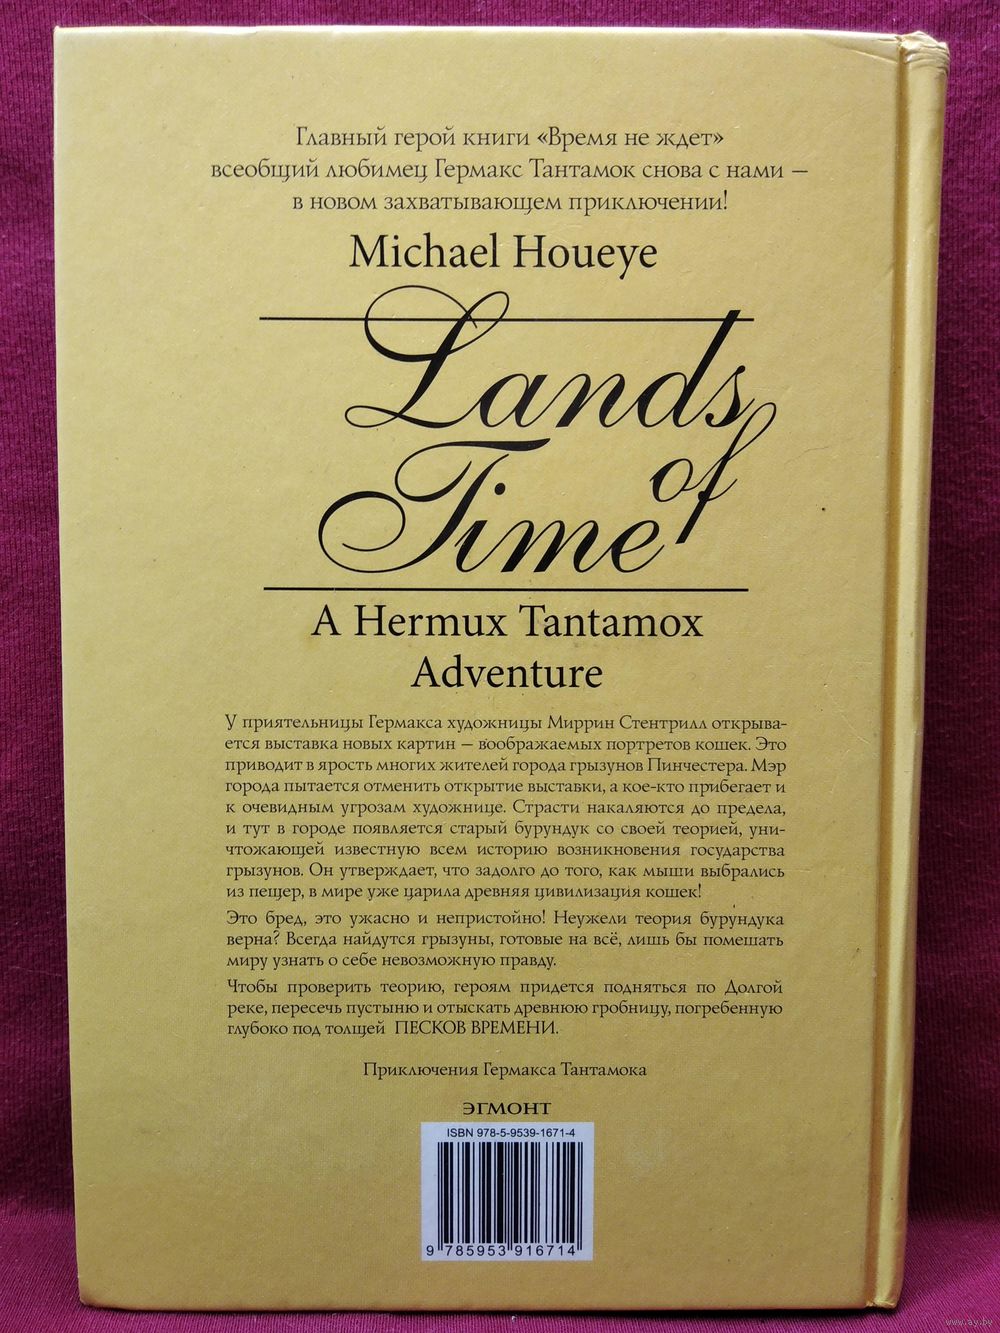 Главный герой книги «Время не ждет»
всеобщий любимец Гермакс Тантамок снова с нами –
в новом захватывающем приключении!
Michael Houeye
Lands
of
Time
A Hermux Tantamox
Adventure
У приятельницы Гермакса художницы Миррин Стентрилл открыва-
ется выставка новых картин – воображаемых портретов кошек. Это
приводит в ярость многих жителей города грызунов Пинчестера. Мэр
города пытается отменить открытие выставки, а кое-кто прибегает и
к очевидным угрозам художнице. Страсти накаляются до предела,
и тут в городе появляется старый бурундук со своей теорией, уни-
чтожающей известную всем историю возникновения государства
грызунов. Он утверждает, что задолго до того, как мыши выбрались
из пещер, в мире уже царила древняя цивилизация кошек!
Это бред, это ужасно и непристойно! Неужели теория бурундука
верна? Всегда найдутся грызуны, готовые на всё, лишь бы помешать
миру узнать о себе невозможную правду.
Чтобы проверить теорию, героям придется подняться по Долгой
реке, пересечь пустыню и отыскать древнюю гробницу, погребенную
глубоко под толщей ПЕСКОВ ВРЕМЕНИ.
Приключения Гермакса Тантамока
ЭГМОНТ
ISBN 978-5-9539-1671-4
9 785953 916714
www.ay.by